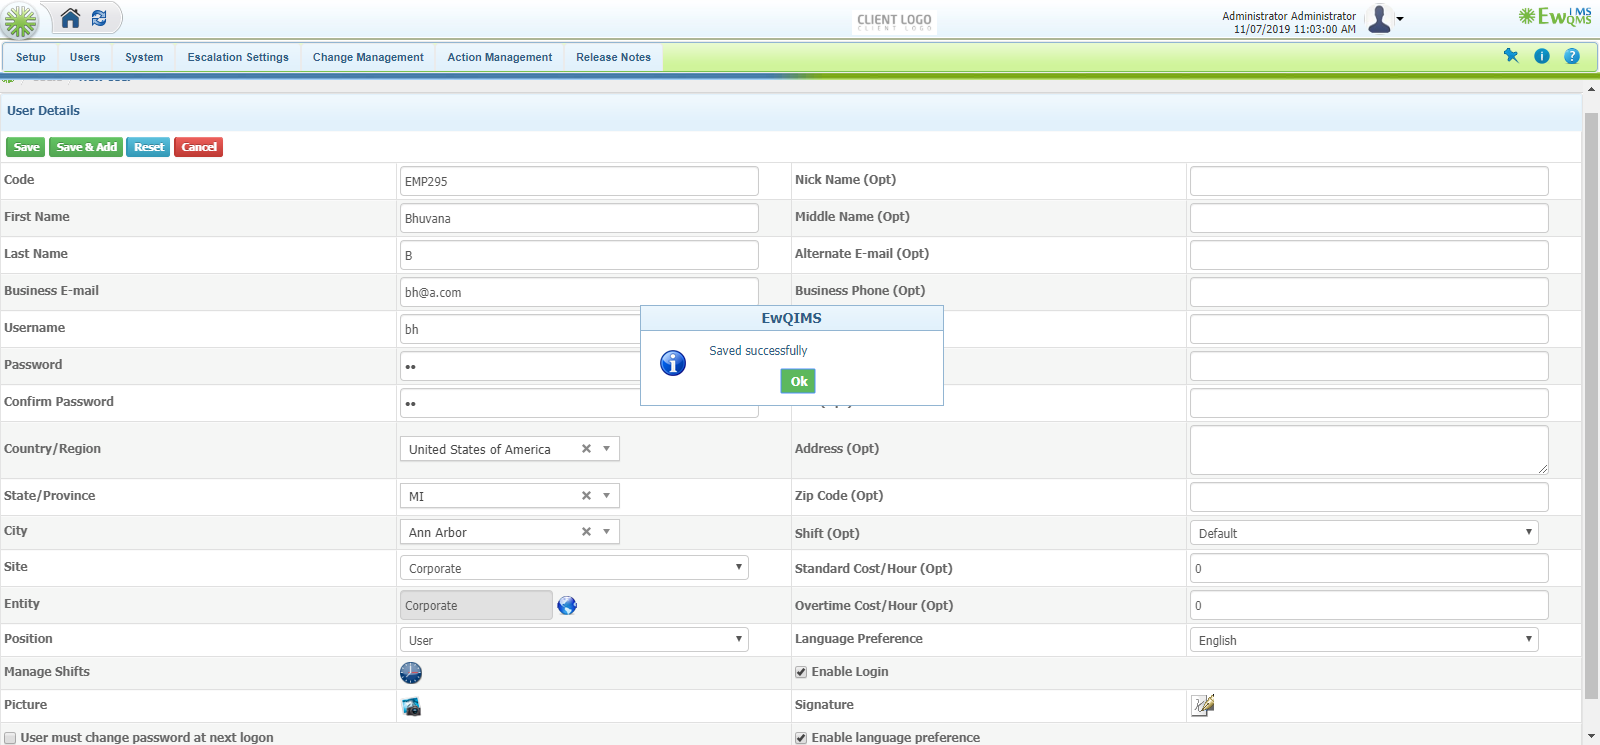 CLIENT LOGO
Administrator Administrator
11/07/2019 11:03:00 AM
EwQIMS
Setup Users System Escalation Settings Change Management Action Management Release Notes
User Details
Save Save & Add Reset Cancel
Code EMP295 Nick Name (Opt)
First Name Bhuvana Middle Name (Opt)
Last Name B Alternate E-mail (Opt)
Business E-mail bh@a.com Business Phone (Opt)
Username bh
Password ••
Confirm Password ••
EwQIMS
Saved successfully
Ok
Country/Region United States of America Address (Opt)
State/Province MI Zip Code (Opt)
City Ann Arbor Shift (Opt) Default
Site Corporate Standard Cost/Hour (Opt) 0
Entity Corporate Overtime Cost/Hour (Opt) 0
Position User Language Preference English
Manage Shifts Enable Login
Picture Signature
User must change password at next logon Enable language preference